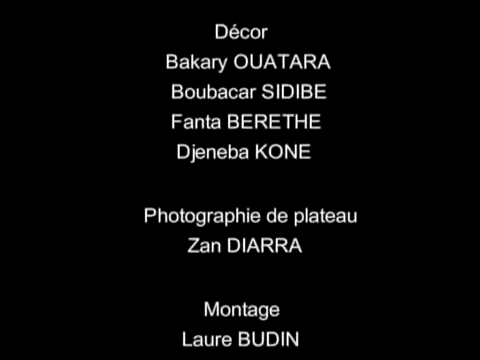 Décor
Bakary OUATARA
Boubacar SIDIBE
Fanta BERETHE
Djeneba KONE
Photographie de plateau
Zan DIARRA
Montage
Laure BUDIN